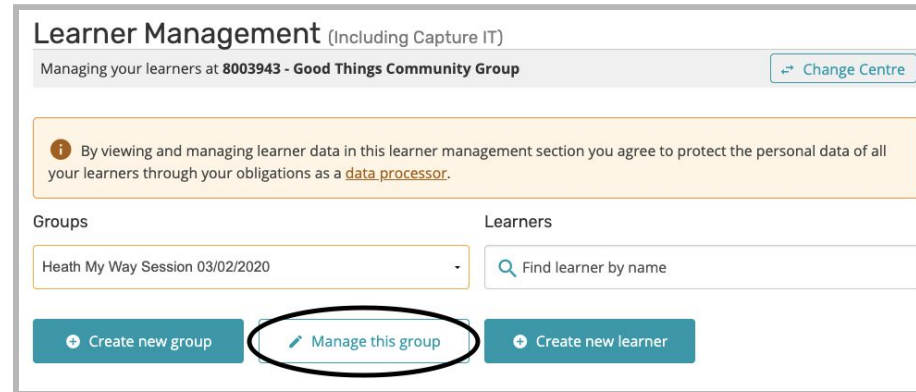 Learner Management (Including Capture IT)
Managing your learners at 8003943 - Good Things Community Group
Change Centre
By viewing and managing learner data in this learner management section you agree to protect the personal data of all
your learners through your obligations as a data processor.
Groups
Learners
Heath My Way Session 03/02/2020
Find learner by name
Create new group
Manage this group
Create new learner